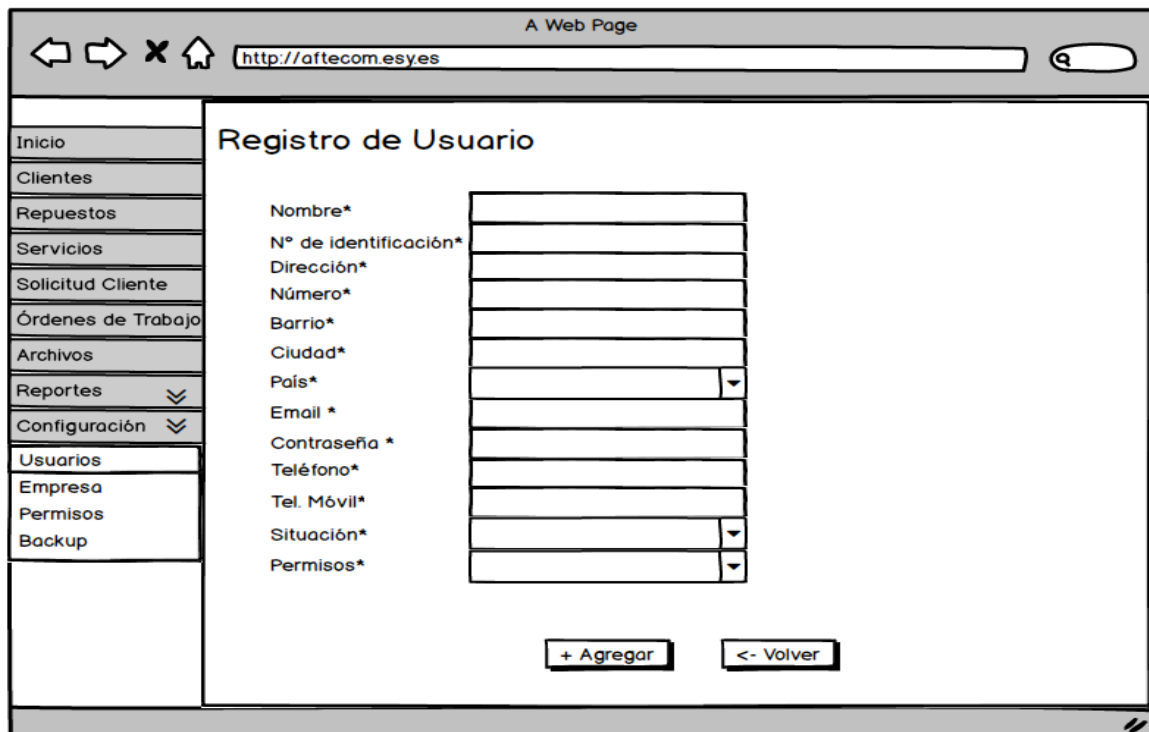 A Web Page
http://aftecom.esy.es
Inicio
Clientes
Repuestos
Servicios
Solicitud Cliente
Órdenes de Trabajo
Archivos
Reportes
Configuración
Usuarios
Empresa
Permisos
Backup
Registro de Usuario
Nombre*
N° de identificación*
Dirección*
Número*
Barrio*
Ciudad*
País*
Email *
Contraseña *
Teléfono*
Tel. Móvil*
Situación*
Permisos*
+ Agregar
<- Volver